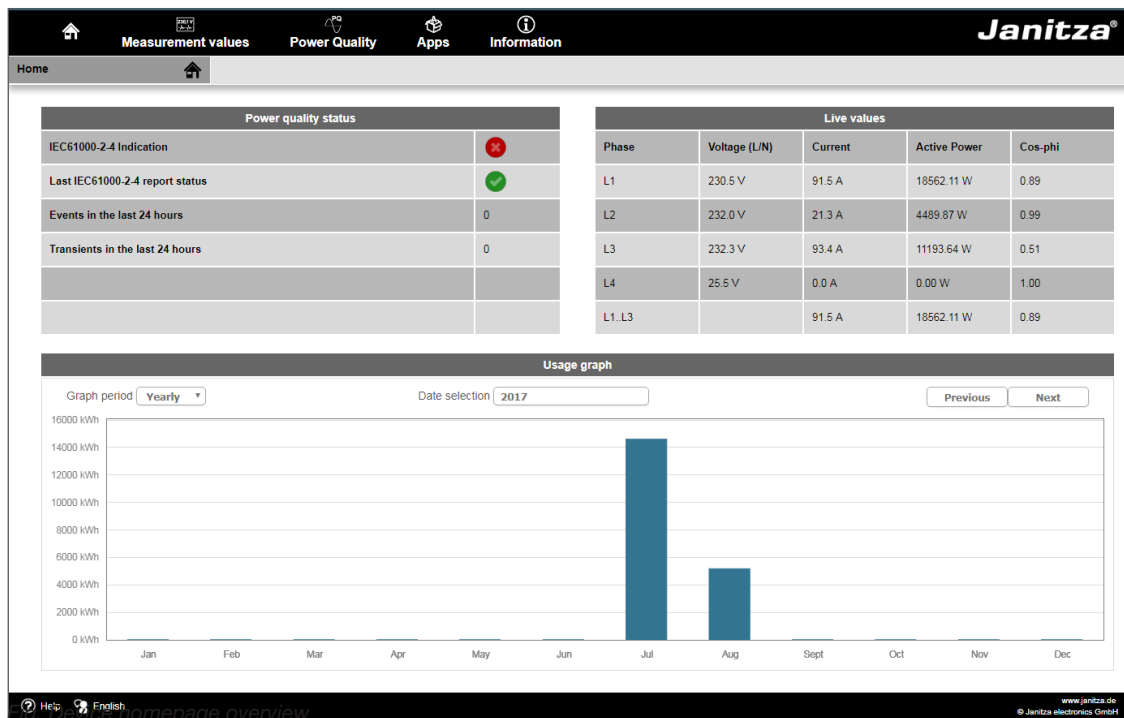 Measurement values Power Quality Apps Information Janitza®
230,1 V
PQ
Home
Power quality status
IEC61000-2-4 Indication
Last IEC61000-2-4 report status
Events in the last 24 hours 0
Transients in the last 24 hours 0
Live values
Phase Voltage (L/N) Current Active Power Cos-phi
L1 230.5 V 91.5 A 18562.11 W 0.89
L2 232.0 V 21.3 A 4489.87 W 0.99
L3 232.3 V 93.4 A 11193.64 W 0.51
L4 25.5 V 0.0 A 0.00 W 1.00
L1..L3 91.5 A 18562.11 W 0.89
Usage graph
Graph period Yearly Date selection 2017 Previous Next
16000 kWh
14000 kWh
12000 kWh
10000 kWh
8000 kWh
6000 kWh
4000 kWh
2000 kWh
0 kWh
Jan Feb Mar Apr May Jun Jul Aug Sept Oct Nov Dec
Help English
Fig. Device homepage overview
www.janitza.de
© Janitza electronics GmbH